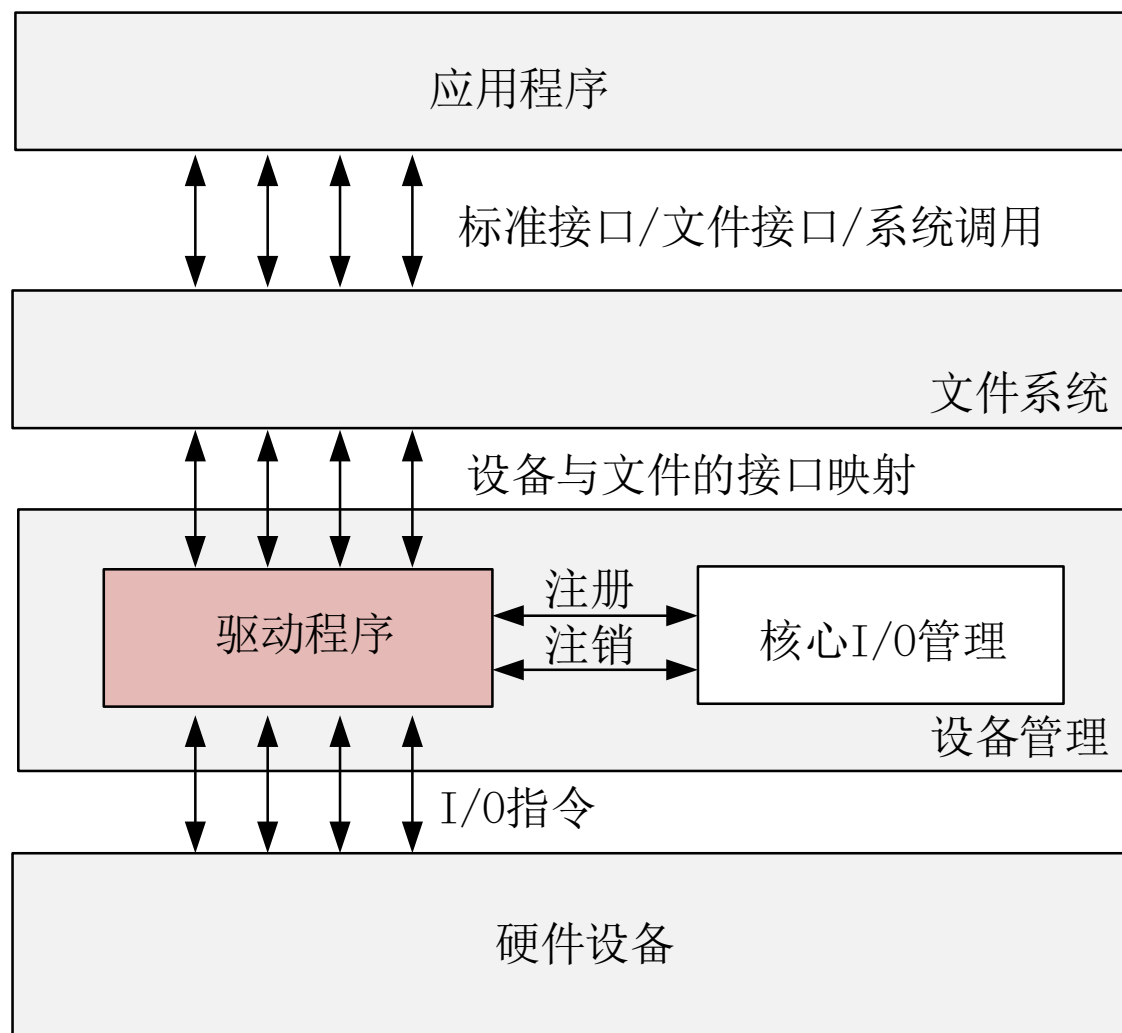 应用程序
标准接口/文件接口/系统调用
文件系统
设备与文件的接口映射
驱动程序
注册
注销
核心I/O管理
设备管理
I/O指令
硬件设备